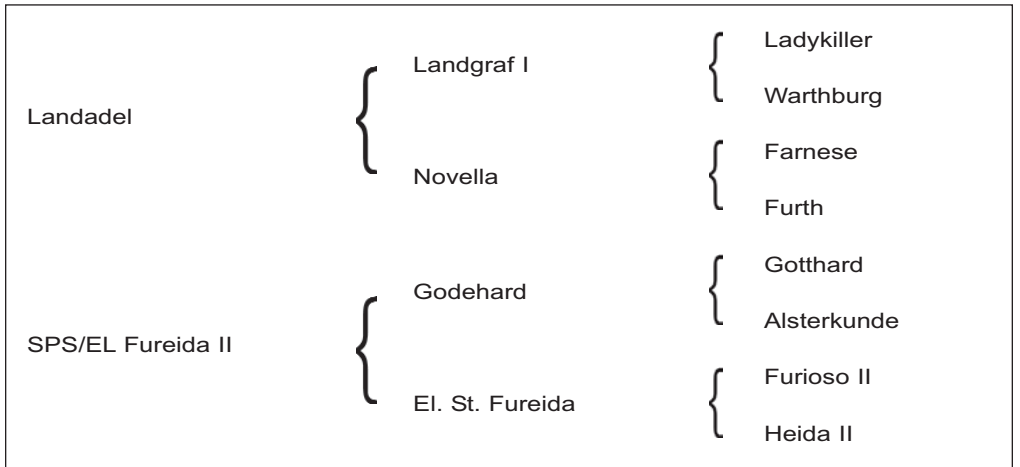 Ladykiller
Landgraf I
Warthburg
Landadel
Farnese
Novella
Furth
Gotthard
Godehard
Alsterkunde
SPS/EL Fureida II
Furioso II
El. St. Fureida
Heida II